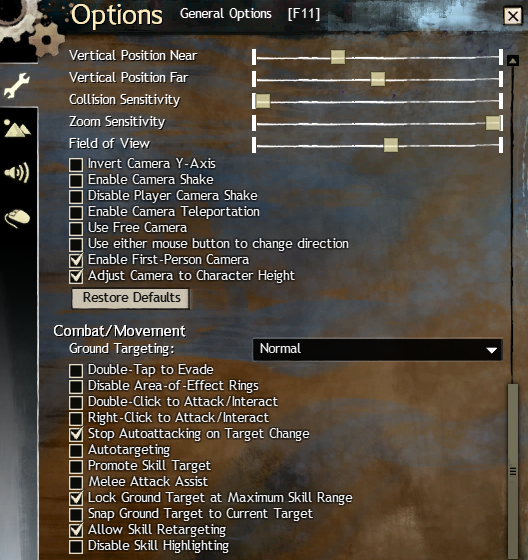 Options General Options [F11]
Vertical Position Near
Vertical Position Far
Collision Sensitivity
Zoom Sensitivity
Field of View
Invert Camera Y-Axis
Enable Camera Shake
Disable Player Camera Shake
Enable Camera Teleportation
Use Free Camera
Use either mouse button to change direction
Enable First-Person Camera
Adjust Camera to Character Height
Restore Defaults
Combat/Movement
Ground Targeting: Normal
Double-Tap to Evade
Disable Area-of-Effect Rings
Double-Click to Attack/Interact
Right-Click to Attack/Interact
Stop Autoattacking on Target Change
Autotargeting
Promote Skill Target
Melee Attack Assist
Lock Ground Target at Maximum Skill Range
Snap Ground Target to Current Target
Allow Skill Retargeting
Disable Skill Highlighting